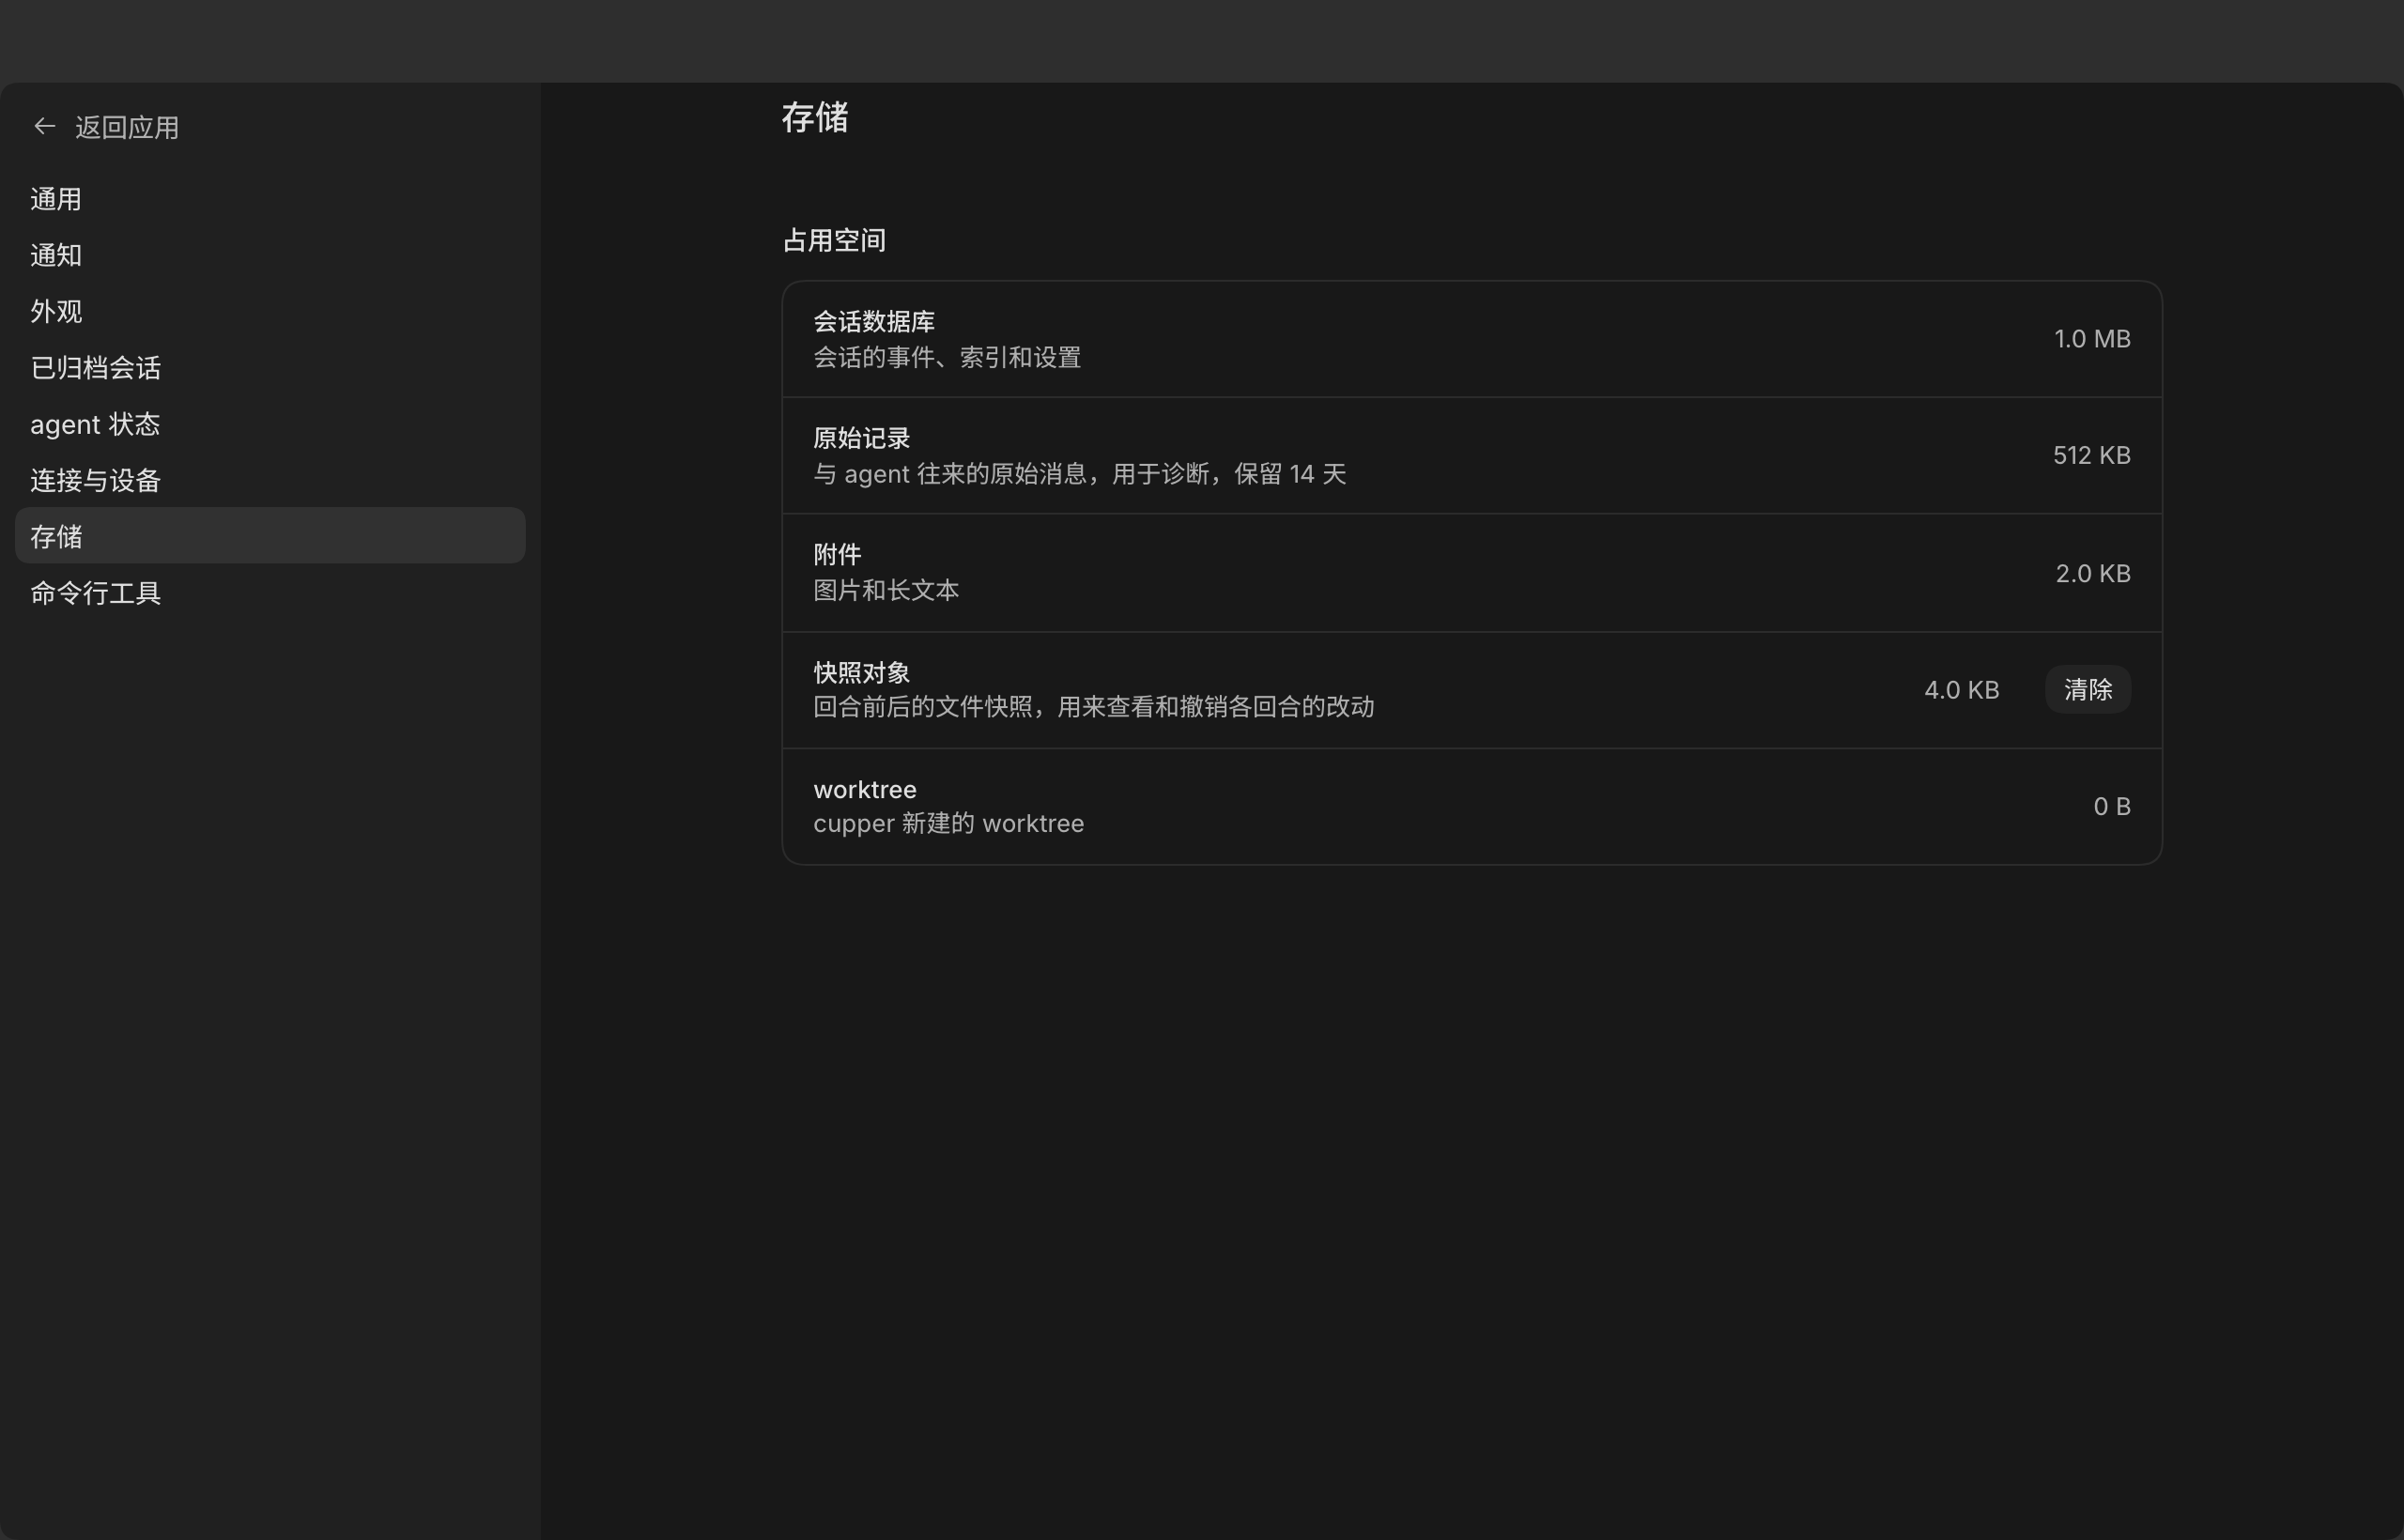 返回应用
通用
通知
外观
已归档会话
agent 状态
连接与设备
存储
命令行工具
存储
占用空间
会话数据库
会话的事件、索引和设置
1.0 MB
原始记录
与 agent 往来的原始消息，用于诊断，保留 14 天
512 KB
附件
图片和长文本
2.0 KB
快照对象
回合前后的文件快照，用来查看和撤销各回合的改动
4.0 KB
清除
worktree
cupper 新建的 worktree
0 B